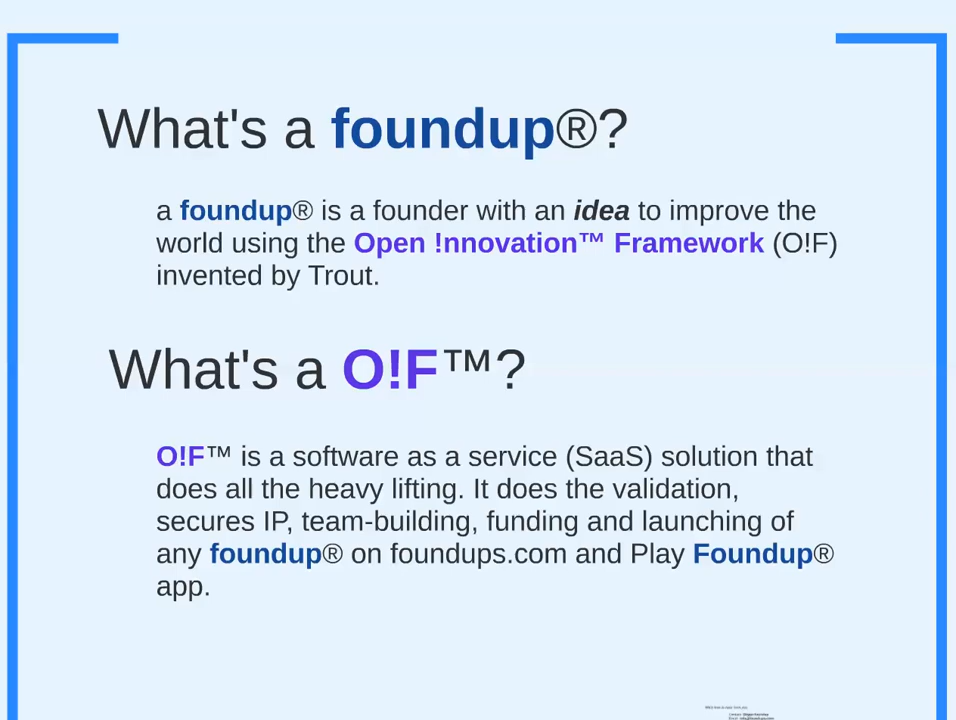 What's a foundup®?
a foundup® is a founder with an idea to improve the
world using the Open !nnovation™ Framework (O!F)
invented by Trout.
What's a O!F™?
O!F™ is a software as a service (SaaS) solution that
does all the heavy lifting. It does the validation,
secures IP, team-building, funding and launching of
any foundup® on foundups.com and Play Foundup®
app.